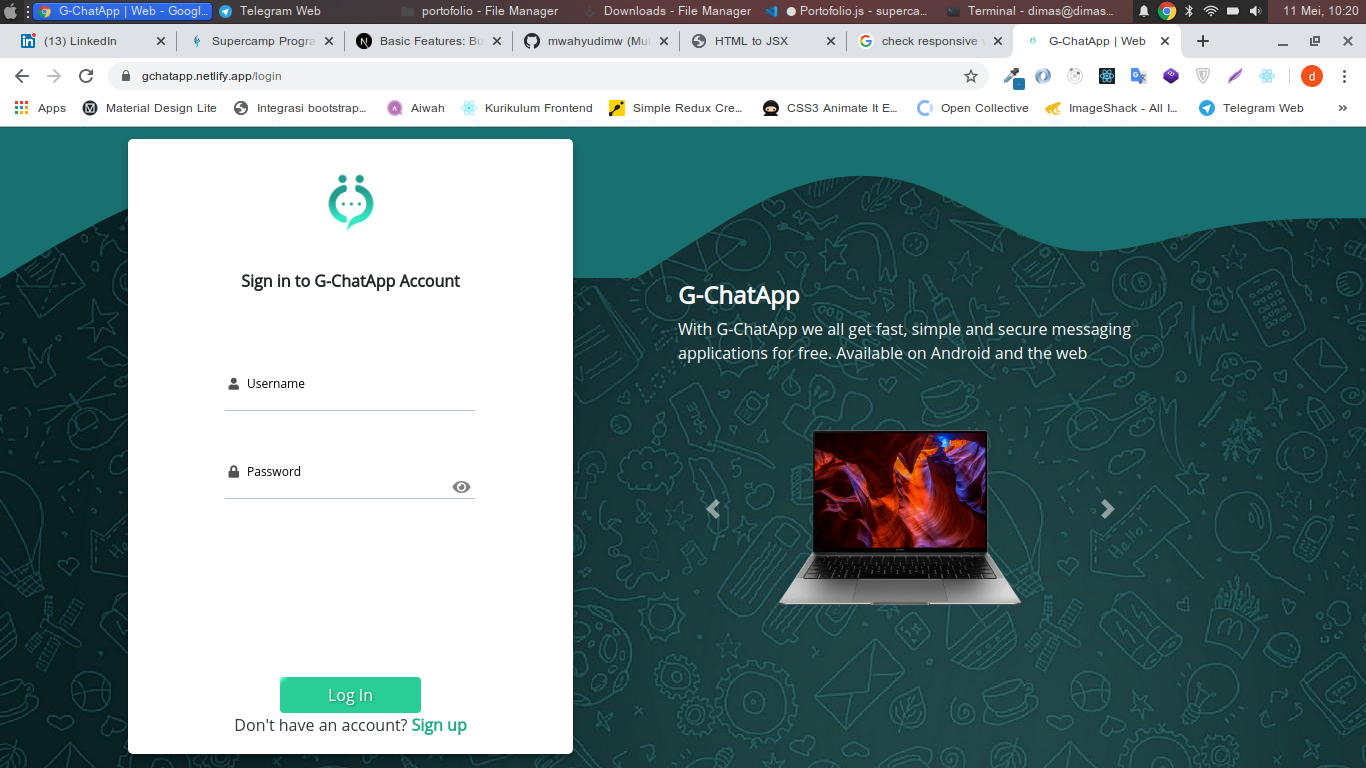 G-ChatApp | Web - Googl...
Telegram Web
portofolio - File Manager
Downloads - File Manager
● Portofolio.js - superca...
Terminal - dimas@dimas...
11 Mei, 10:20
(13) LinkedIn
Supercamp Progra
Basic Features: Bu
mwahyudimw (Mu
HTML to JSX
check responsive
G-ChatApp | Web
gchatapp.netlify.app/login
d
Apps
Material Design Lite
Integrasi bootstrap...
Aiwah
Kurikulum Frontend
Simple Redux Cre...
CSS3 Animate It E...
Open Collective
ImageShack - All I...
Telegram Web
»
Sign in to G-ChatApp Account
Username
Password
Log In
Don't have an account? Sign up
G-ChatApp
With G-ChatApp we all get fast, simple and secure messaging
applications for free. Available on Android and the web
Hello!